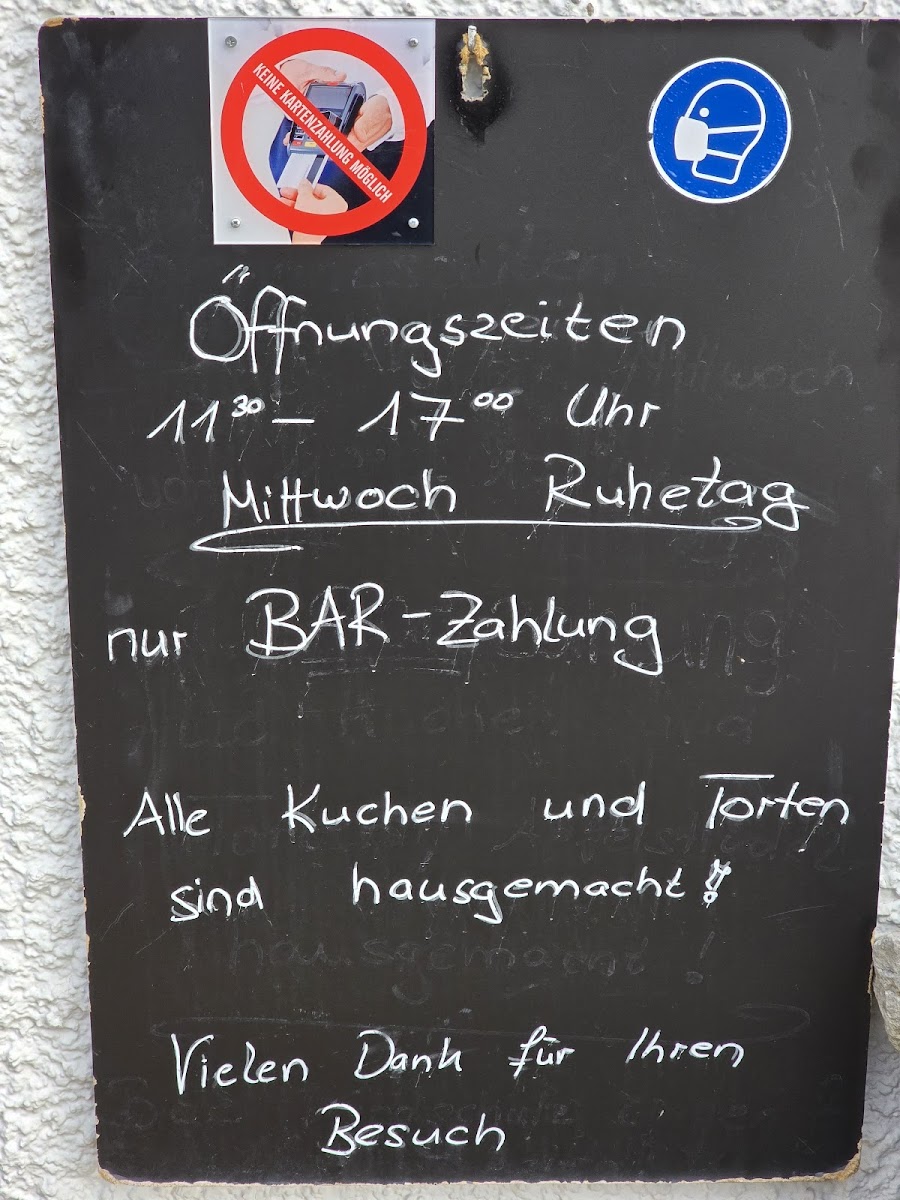 KEINE KARTENZAHLUNG MÖGLICH
Öffnungszeiten
11³⁰ - 17⁰⁰ Uhr
Mittwoch Ruhetag
nur BAR-Zahlung
Alle Kuchen und Torten
sind hausgemacht!
Vielen Dank für Ihren
Besuch